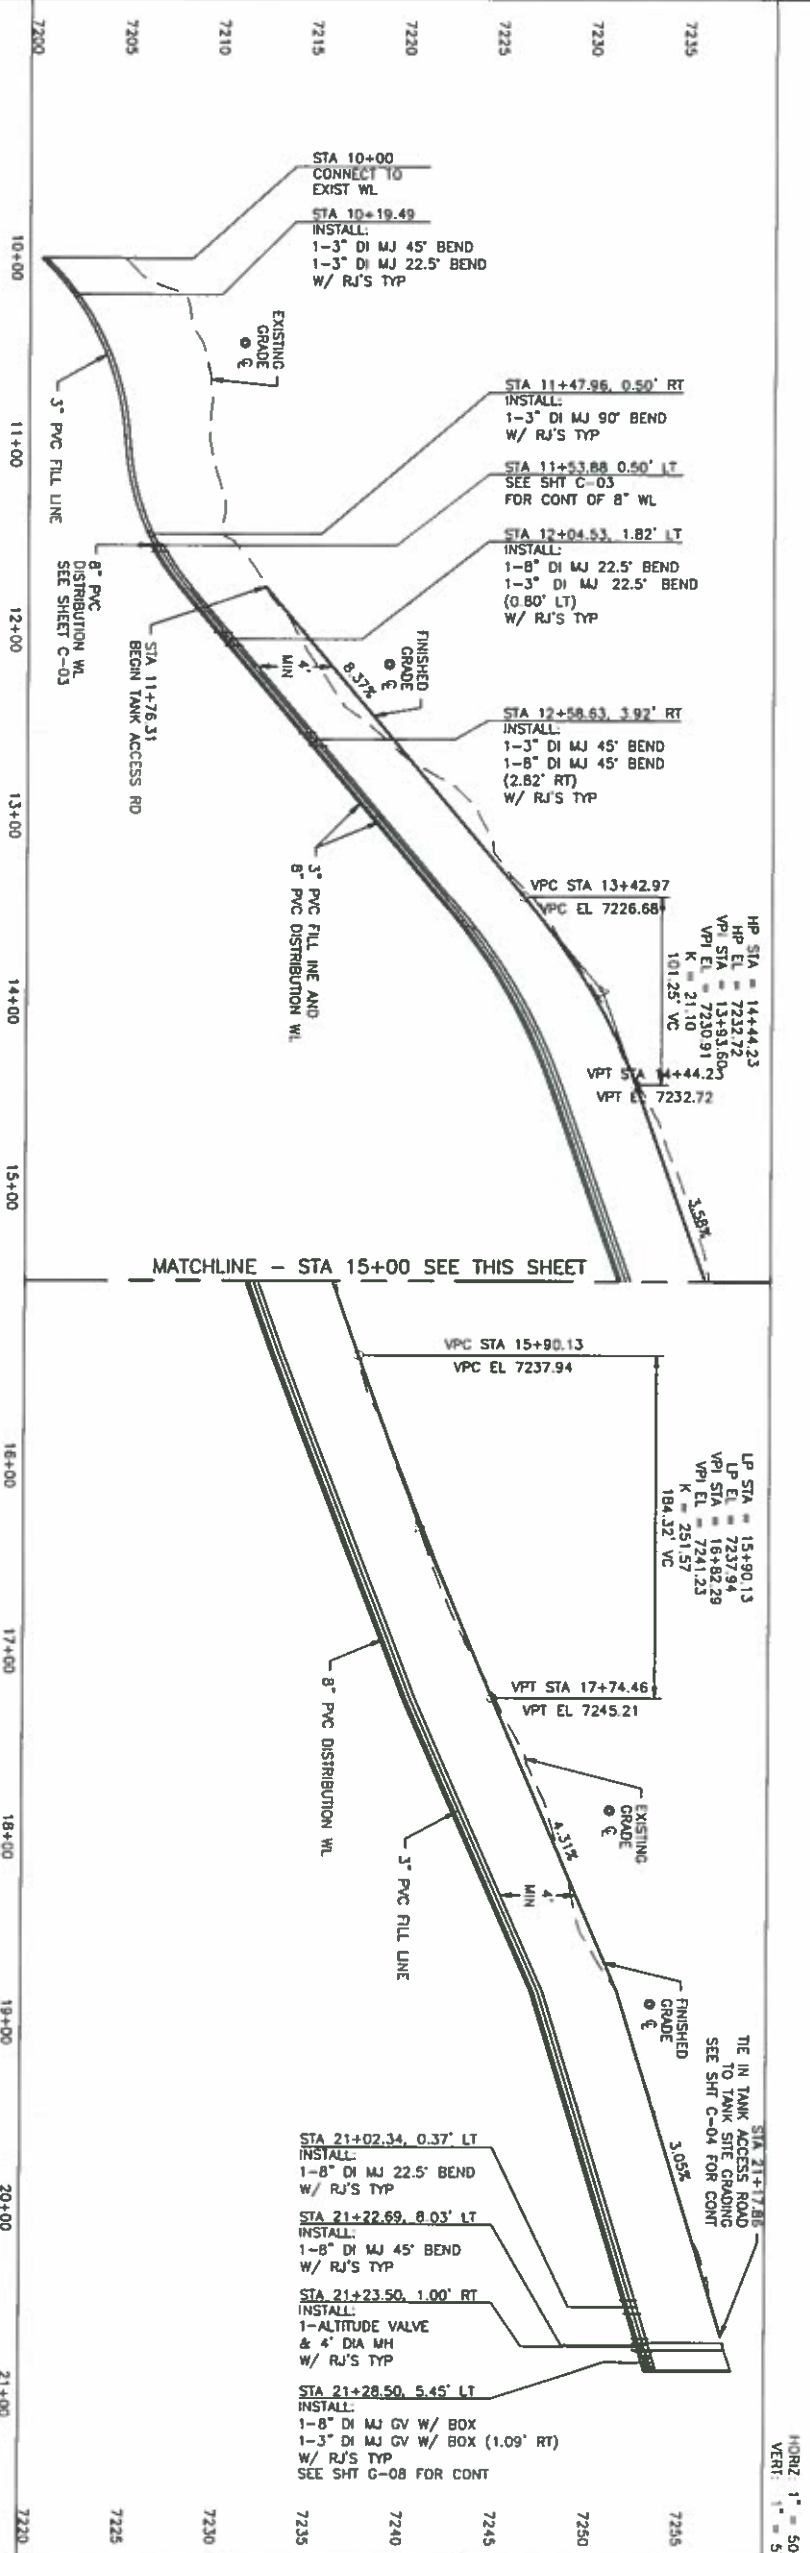 7200
7205
7210
7215
7220
7225
7230
7235
STA 10+00
CONNECT TO
EXIST WL
STA 10+19.49
INSTALL:
1-3" DI MJ 45° BEND
1-3" DI MJ 22.5° BEND
W/ RJ'S TYP
EXISTING
GRADE
@ ℄
3" PVC FILL LINE
STA 11+47.96, 0.50' RT
INSTALL:
1-3" DI MJ 90° BEND
W/ RJ'S TYP
STA 11+53.88 0.50' LT
SEE SHT C-03
FOR CONT OF 8" WL
STA 12+04.53, 1.82' LT
INSTALL:
1-8" DI MJ 22.5° BEND
1-3" DI MJ 22.5° BEND
(0.80' LT)
W/ RJ'S TYP
8" PVC
DISTRIBUTION WL
SEE SHEET C-03
STA 11+76.31
BEGIN TANK ACCESS RD
4'
MIN
8.37%
FINISHED
GRADE
@ ℄
STA 12+58.63, 3.92' RT
INSTALL:
1-3" DI MJ 45° BEND
1-8" DI MJ 45° BEND
(2.82' RT)
W/ RJ'S TYP
3" PVC FILL INE AND
8" PVC DISTRIBUTION WL
VPC STA 13+42.97
VPC EL 7226.68
HP STA = 14+44.23
HP EL = 7232.72
VPI STA = 13+93.60
VPI EL = 7230.91
K = 21.10
101.25' VC
VPT STA 14+44.23
VPT EL 7232.72
3.58%
10+00
11+00
12+00
13+00
14+00
15+00
MATCHLINE - STA 15+00 SEE THIS SHEET
VPC STA 15+90.13
VPC EL 7237.94
LP STA = 15+90.13
LP EL = 7237.94
VPI STA = 16+82.29
VPI EL = 7241.23
K = 251.57
184.32' VC
VPT STA 17+74.46
VPT EL 7245.21
8" PVC DISTRIBUTION WL
EXISTING
GRADE
@ ℄
4.31%
3" PVC FILL LINE
4'
MIN
FINISHED
GRADE
@ ℄
3.05%
STA 21+17.86
TIE IN TANK ACCESS ROAD
TO TANK SITE GRADING
SEE SHT C-04 FOR CONT
STA 21+02.34, 0.37' LT
INSTALL:
1-8" DI MJ 22.5° BEND
W/ RJ'S TYP
STA 21+22.69, 8.03' LT
INSTALL:
1-8" DI MJ 45° BEND
W/ RJ'S TYP
STA 21+23.50, 1.00' RT
INSTALL:
1-ALTITUDE VALVE
& 4' DIA MH
W/ RJ'S TYP
STA 21+28.50, 5.45' LT
INSTALL:
1-8" DI MJ GV W/ BOX
1-3" DI MJ GV W/ BOX (1.09' RT)
W/ RJ'S TYP
SEE SHT G-08 FOR CONT
16+00
17+00
18+00
19+00
20+00
21+00
7220
7225
7230
7235
7240
7245
7250
7255
HORIZ: 1" = 50
VERT: 1" = 5